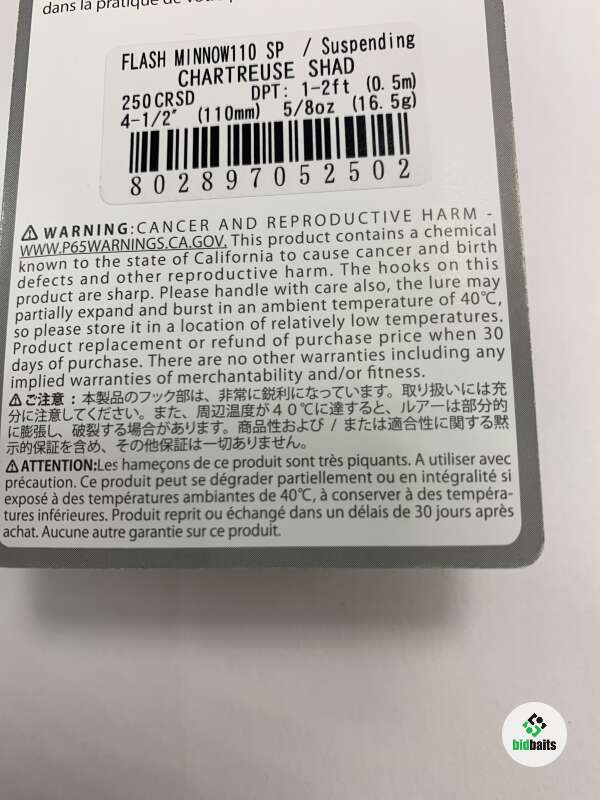 dans la pratique de
FLASH MINNOW110 SP / Suspending
CHARTREUSE SHAD
250CRSD DPT: 1-2ft (0.5m)
4-1/2″ (110mm) 5/8oz (16.5g)
802897052502
⚠ WARNING:CANCER AND REPRODUCTIVE HARM -
WWW.P65WARNINGS.CA.GOV. This product contains a chemical
known to the state of California to cause cancer and birth
defects and other reproductive harm. The hooks on this
product are sharp. Please handle with care also, the lure may
partially expand and burst in an ambient temperature of 40℃,
so please store it in a location of relatively low temperatures.
Product replacement or refund of purchase price when 30
days of purchase. There are no other warranties including any
implied warranties of merchantability and/or fitness.
⚠ご注意：本製品のフック部は、非常に鋭利になっています。取り扱いには充
分に注意してください。また、周辺温度が４０℃に達すると、ルアーは部分的
に膨張し、破裂する場合があります。商品性および / または適合性に関する黙
示的保証を含め、その他保証は一切ありません。
⚠ATTENTION:Les hameçons de ce produit sont très piquants. A utiliser avec
précaution. Ce produit peut se dégrader partiellement ou en intégralité si
exposé à des températures ambiantes de 40℃, à conserver à des tempéra-
tures inférieures. Produit reprit ou échangé dans un délais de 30 jours après
achat. Aucune autre garantie sur ce produit.
bidbaits